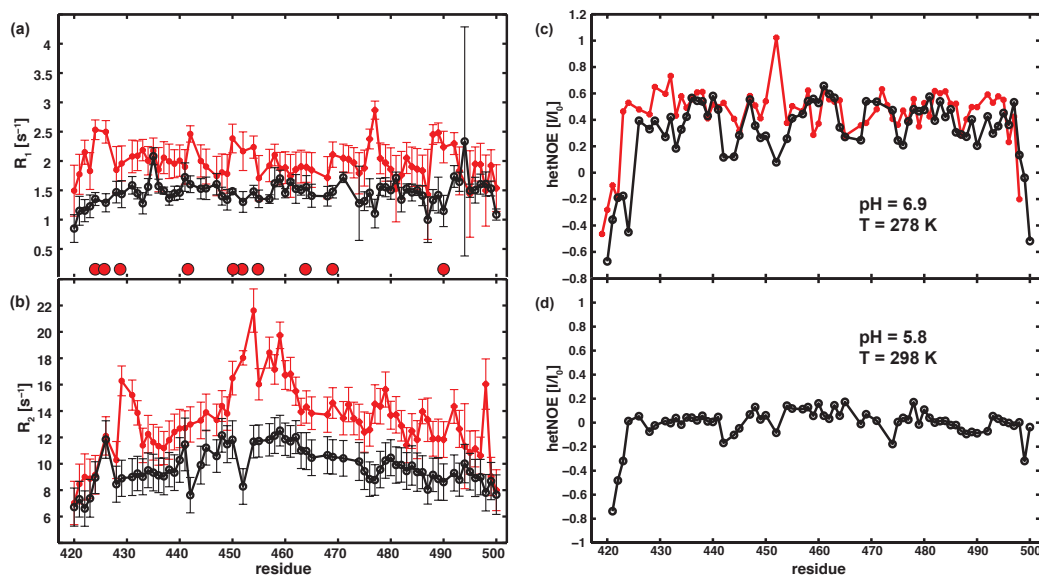 (a)
4
3.5
3
2.5
2
1.5
1
0.5
R1 [s⁻¹]
(b)
22
20
18
16
14
12
10
8
6
R2 [s⁻¹]
420 430 440 450 460 470 480 490 500
residue
(c)
1.2
1
0.8
0.6
0.4
0.2
0
−0.2
−0.4
−0.6
−0.8
hetNOE [I/I0]
pH = 6.9
T = 278 K
(d)
1
0.8
0.6
0.4
0.2
0
−0.2
−0.4
−0.6
−0.8
−1
hetNOE [I/I0]
pH = 5.8
T = 298 K
420 430 440 450 460 470 480 490 500
residue